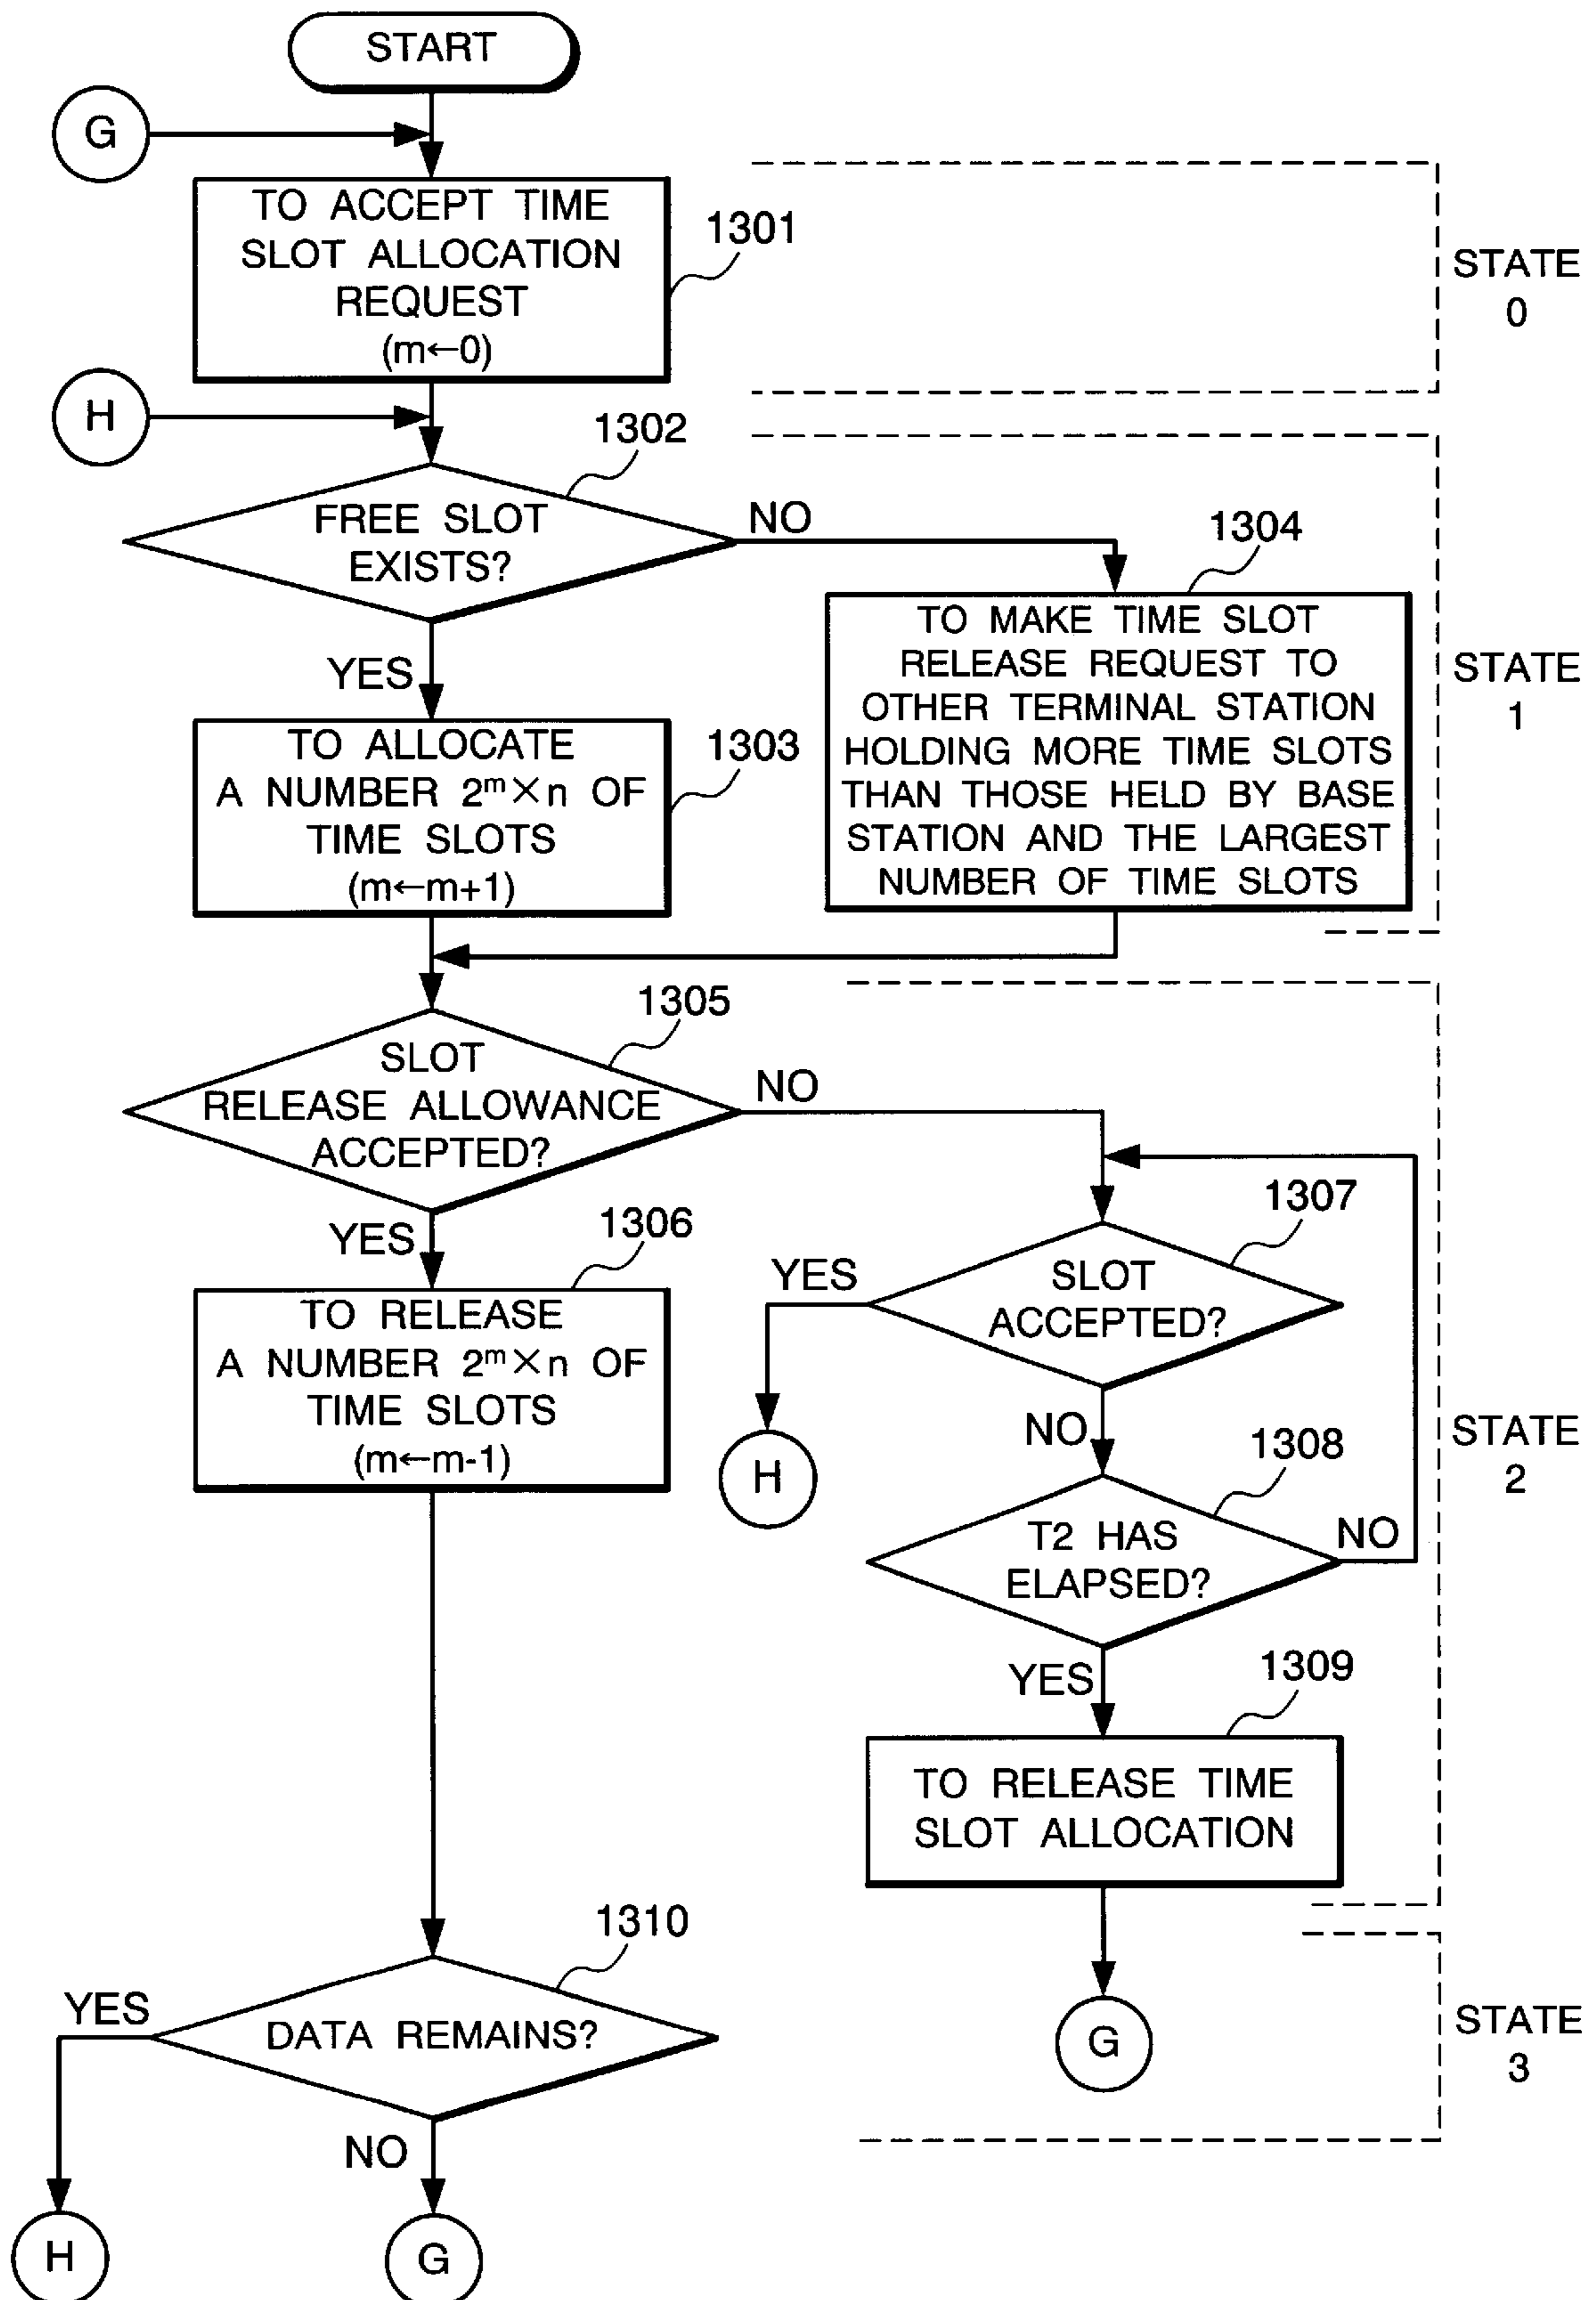 START
G
TO ACCEPT TIME
SLOT ALLOCATION
REQUEST
(m←0)
1301
STATE
0
H
1302
FREE SLOT
EXISTS?
NO
YES
1303
TO ALLOCATE
A NUMBER 2ᵐ×n OF
TIME SLOTS
(m←m+1)
1304
TO MAKE TIME SLOT
RELEASE REQUEST TO
OTHER TERMINAL STATION
HOLDING MORE TIME SLOTS
THAN THOSE HELD BY BASE
STATION AND THE LARGEST
NUMBER OF TIME SLOTS
STATE
1
1305
SLOT
RELEASE ALLOWANCE
ACCEPTED?
NO
YES
1306
TO RELEASE
A NUMBER 2ᵐ×n OF
TIME SLOTS
(m←m-1)
1307
SLOT
ACCEPTED?
YES
H
NO
1308
T2 HAS
ELAPSED?
NO
YES
1309
TO RELEASE TIME
SLOT ALLOCATION
STATE
2
G
1310
DATA REMAINS?
YES
H
NO
G
STATE
3